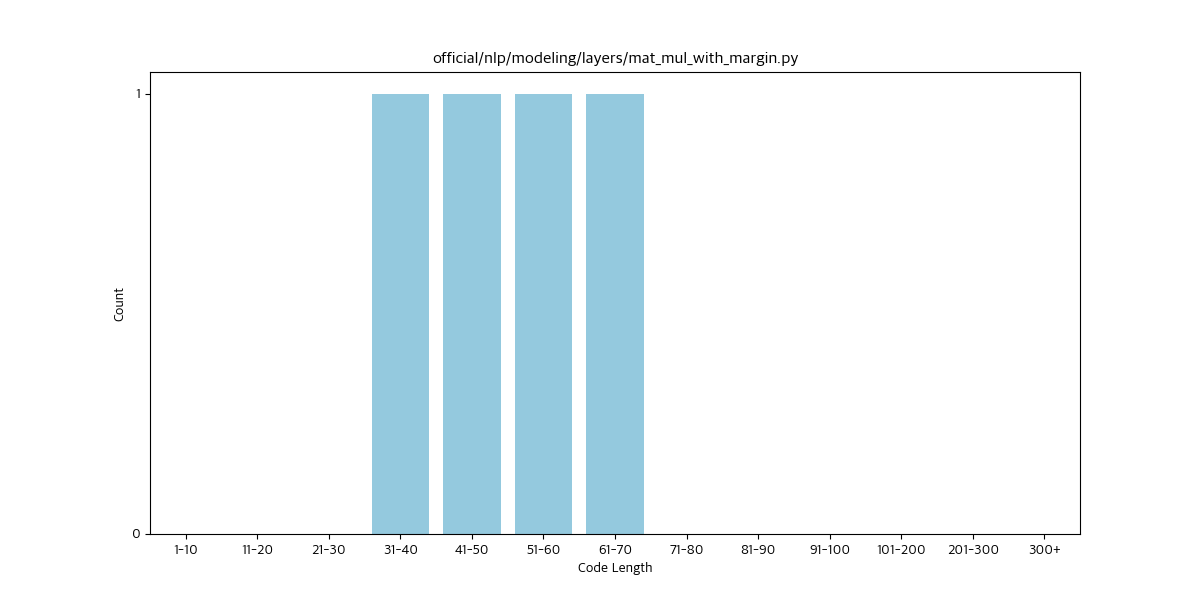 official/nlp/modeling/layers/mat_mul_with_margin.py
1
Count
0
1-10 11-20 21-30 31-40 41-50 51-60 61-70 71-80 81-90 91-100 101-200 201-300 300+
Code Length